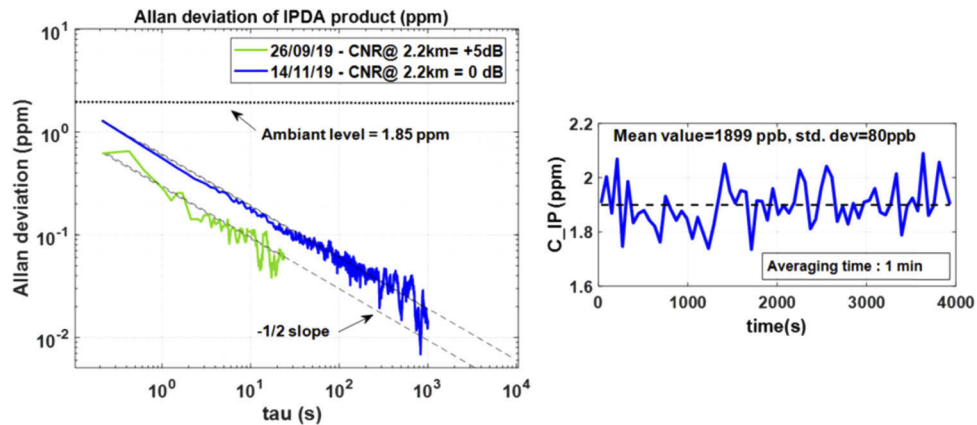 Allan deviation of IPDA product (ppm)
26/09/19 - CNR@ 2.2km= +5dB
14/11/19 - CNR@ 2.2km = 0 dB
Ambiant level = 1.85 ppm
-1/2 slope
Allan deviation (ppm)
10^1
10^0
10^-1
10^-2
10^0 10^1 10^2 10^3 10^4
tau (s)
Mean value=1899 ppb, std. dev=80ppb
C_IP (ppm)
2.2
2
1.8
1.6
Averaging time : 1 min
0 1000 2000 3000 4000
time(s)